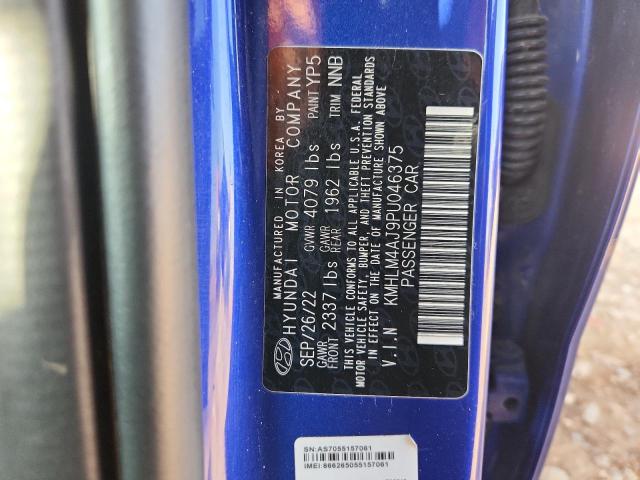 MANUFACTURED IN KOREA BY
HYUNDAI MOTOR COMPANY
SEP/26/22 GVWR 4079 lbs PAINT YP5
GAWR FRONT 2337 lbs GAWR REAR 1962 lbs TRIM NNB
THIS VEHICLE CONFORMS TO ALL APPLICABLE U.S.A. FEDERAL
MOTOR VEHICLE SAFETY, BUMPER, AND THEFT PREVENTION STANDARDS
IN EFFECT ON THE DATE OF MANUFACTURE SHOWN ABOVE
V.I.N KMHLM4AJ9PU046375
PASSENGER CAR
SN:AS7055157061
IMEI:866265055157061